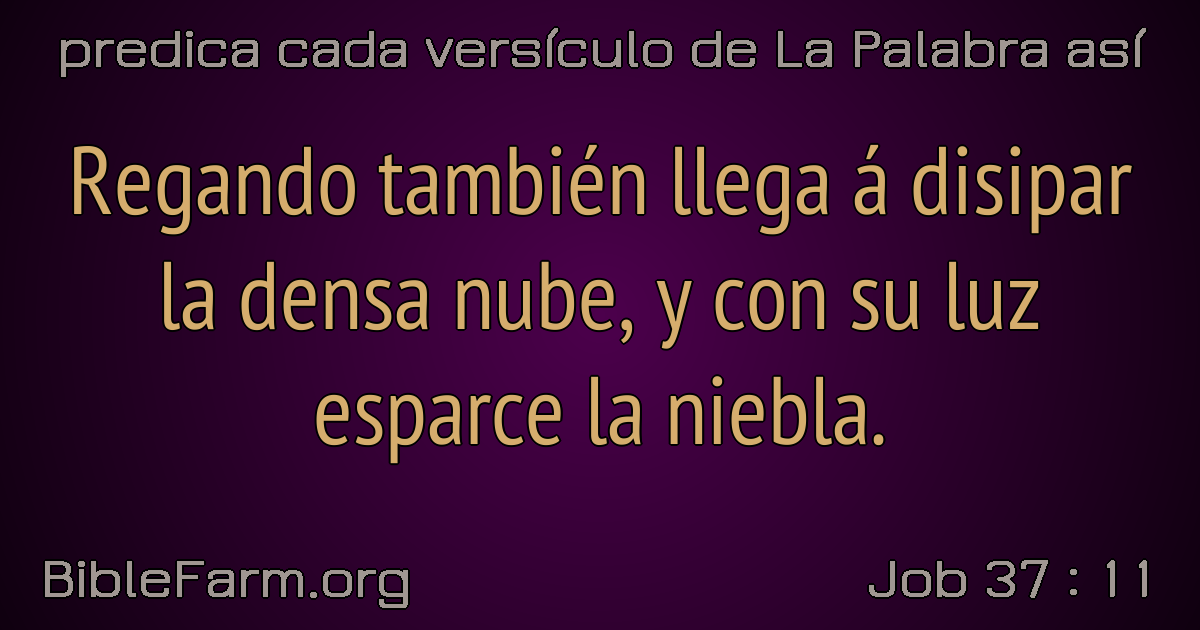 predica cada versículo de La Palabra así
Regando también llega á disipar
la densa nube, y con su luz
esparce la niebla.
BibleFarm.org
Job 37 : 11